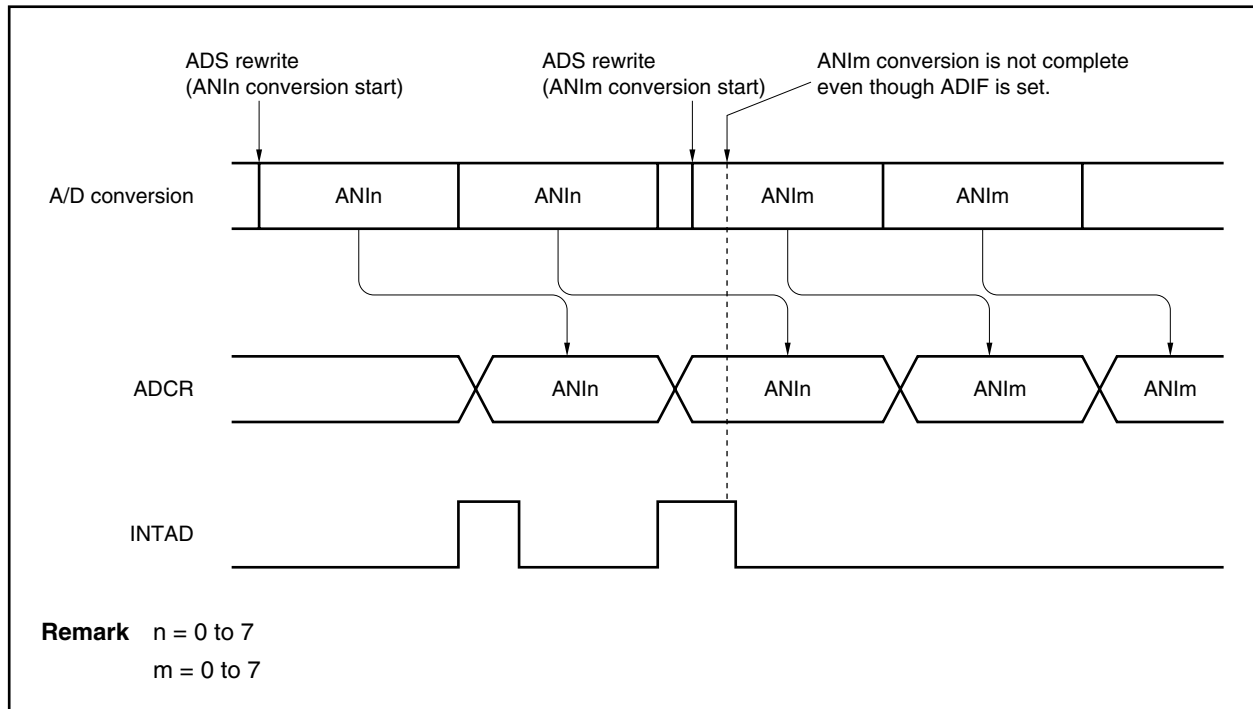 ADS rewrite
(ANIn conversion start)
ADS rewrite
(ANIm conversion start)
ANIm conversion is not complete
even though ADIF is set.
A/D conversion
ANIn
ANIn
ANIm
ANIm
ADCR
ANIn
ANIn
ANIm
ANIm
INTAD
Remark n = 0 to 7
m = 0 to 7